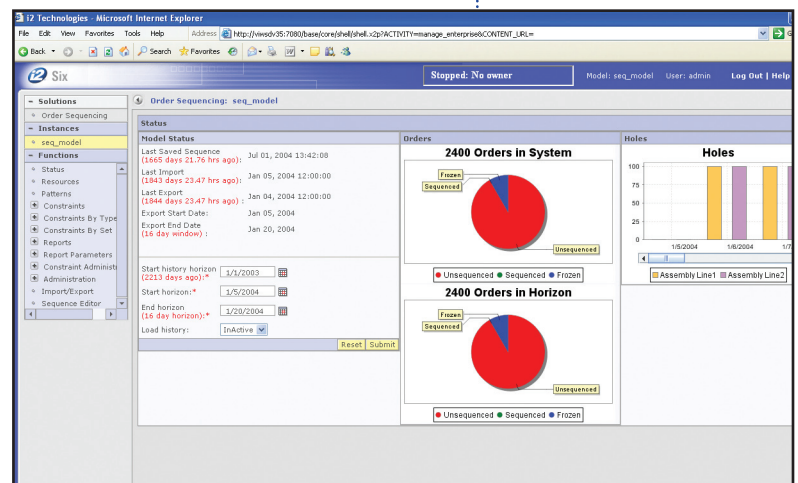 i2 Technologies - Microsoft Internet Explorer
File Edit View Favorites Tools Help Address http://viwsdv35:7080/base/core/shell/shell.x2p?ACTIVITY=manage_enterprise&CONTENT_URL=
Back Search Favorites
i2 Six
Stopped: No owner
Model: seq_model User: admin Log Out | Help
Solutions
Order Sequencing
Instances
seq_model
Functions
Status
Resources
Patterns
Constraints
Constraints By Type
Constraints By Set
Reports
Report Parameters
Constraint Administ
Administration
Import/Export
Sequence Editor
Order Sequencing: seq_model
Status
Model Status
Last Saved Sequence
(1665 days 21.76 hrs ago): Jul 01, 2004 13:42:08
Last Import
(1843 days 23.47 hrs ago): Jan 05, 2004 12:00:00
Last Export
(1844 days 23.47 hrs ago) : Jan 04, 2004 12:00:00
Export Start Date: Jan 05, 2004
Export End Date
(16 day window) : Jan 20, 2004
Start history horizon
(2213 days ago):* 1/1/2003
Start horizon:* 1/5/2004
End horizon
(16 day horizon):* 1/20/2004
Load history: InActive
Reset Submit
Orders
2400 Orders in System
Frozen
Sequenced
Unsequenced
Unsequenced Sequenced Frozen
2400 Orders in Horizon
Frozen
Sequenced
Unsequenced
Unsequenced Sequenced Frozen
Holes
Holes
100
75
50
25
0
1/5/2004 1/6/2004 1/7
Assembly Line1 Assembly Line2